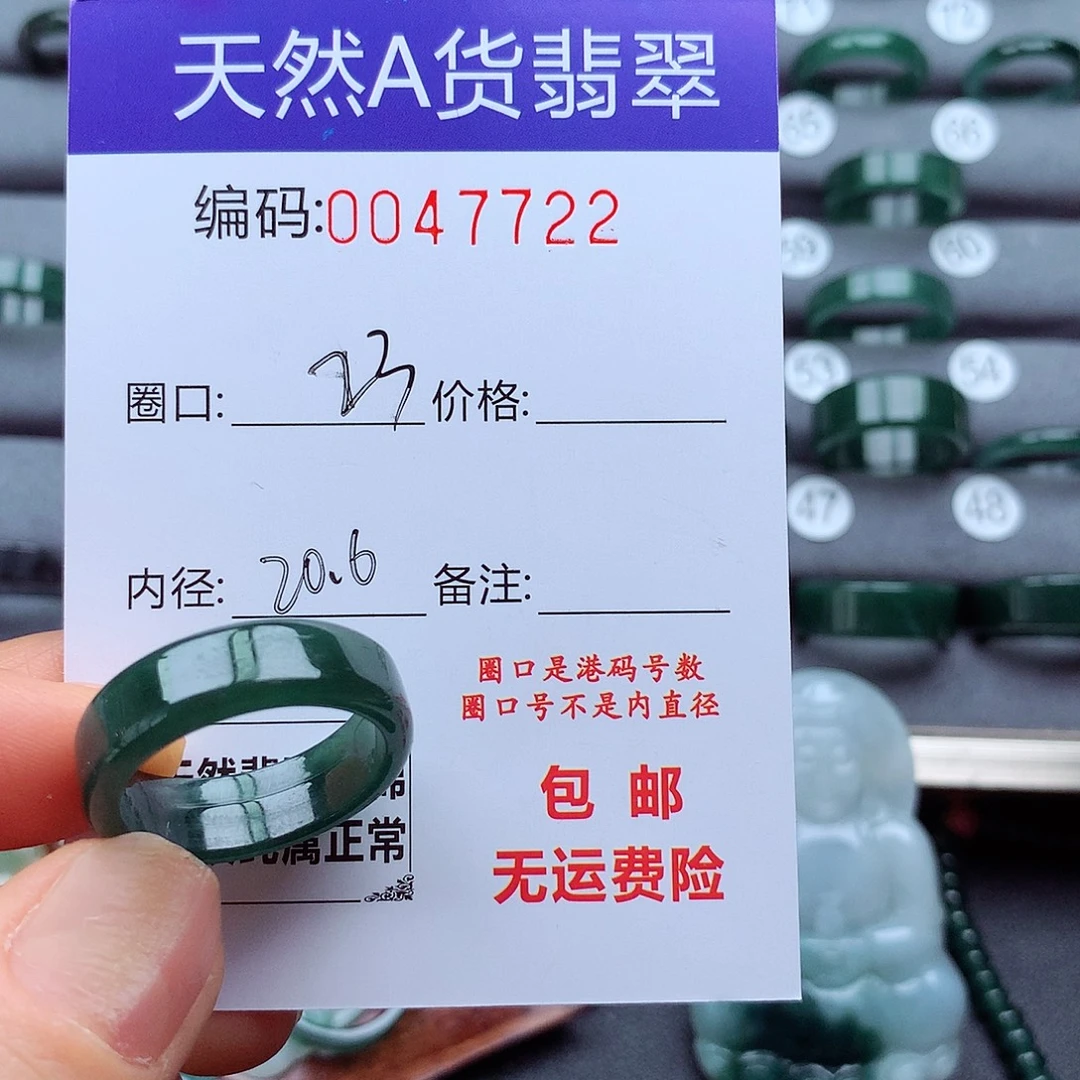 天然A货翡翠
编码:0047722
圈口: 23 价格:
内径: 20.6 备注:
圈口是港码号数
圈口号不是内直径
包 邮
无运费险
属正常
65
66
53
54
47
48